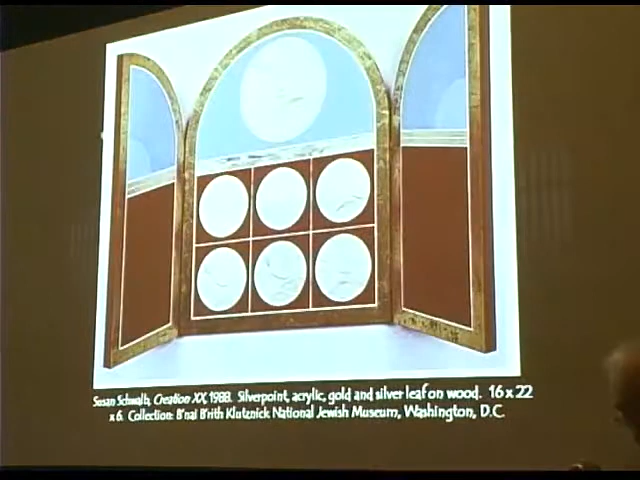 Susan Schwalb, Creation XX, 1988. Silverpoint, acrylic, gold and silver leaf on wood. 16 x 22
x 6. Collection: B'nai B'rith Klutznick National Jewish Museum, Washington, D.C.